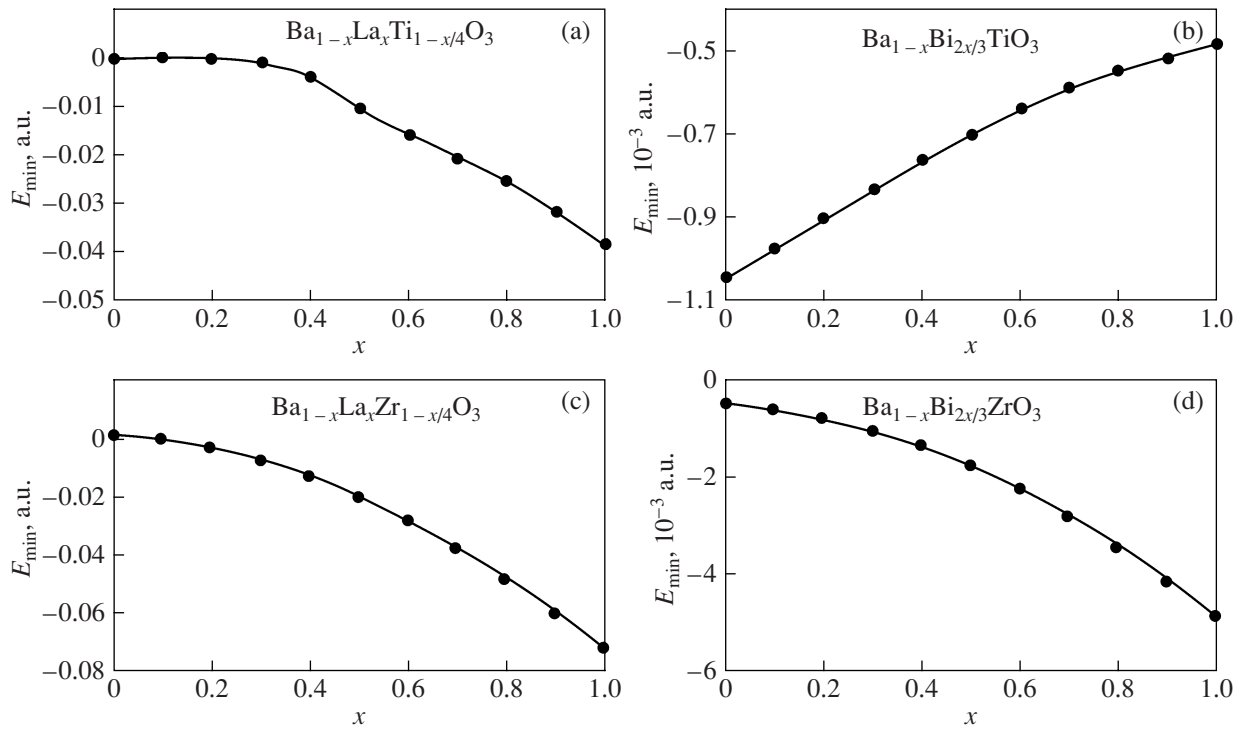 Ba1 – xLaxTi1 – x/4O3
(a)
0
–0.01
–0.02
–0.03
–0.04
–0.05
Emin, a.u.
0 0.2 0.4 0.6 0.8 1.0
x
Ba1 – xBi2x/3TiO3
(b)
–0.5
–0.7
–0.9
–1.1
Emin, 10–3 a.u.
0 0.2 0.4 0.6 0.8 1.0
x
Ba1 – xLaxZr1 – x/4O3
(c)
0
–0.02
–0.04
–0.06
–0.08
Emin, a.u.
0 0.2 0.4 0.6 0.8 1.0
x
Ba1 – xBi2x/3ZrO3
(d)
0
–2
–4
–6
Emin, 10–3 a.u.
0 0.2 0.4 0.6 0.8 1.0
x